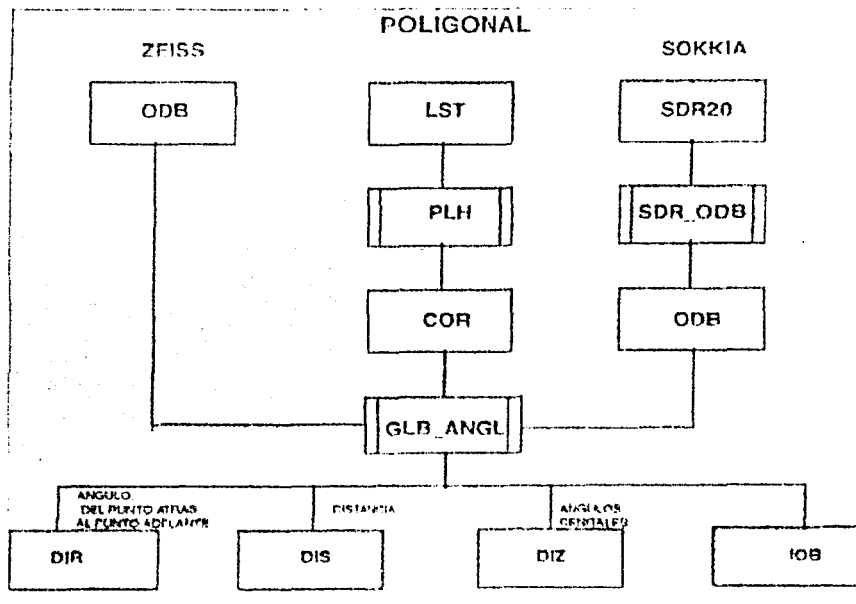 POLIGONAL
ZEISS
SOKKIA
ODB
LST
SDR20
PLH
SDR_ODB
COR
ODB
GLB_ANGL
ANGULO
DEL PUNTO ATRAS
AL PUNTO ADELANTE
DISTANCIA
ANGULOS
CENITALES
DIR
DIS
DIZ
IOB